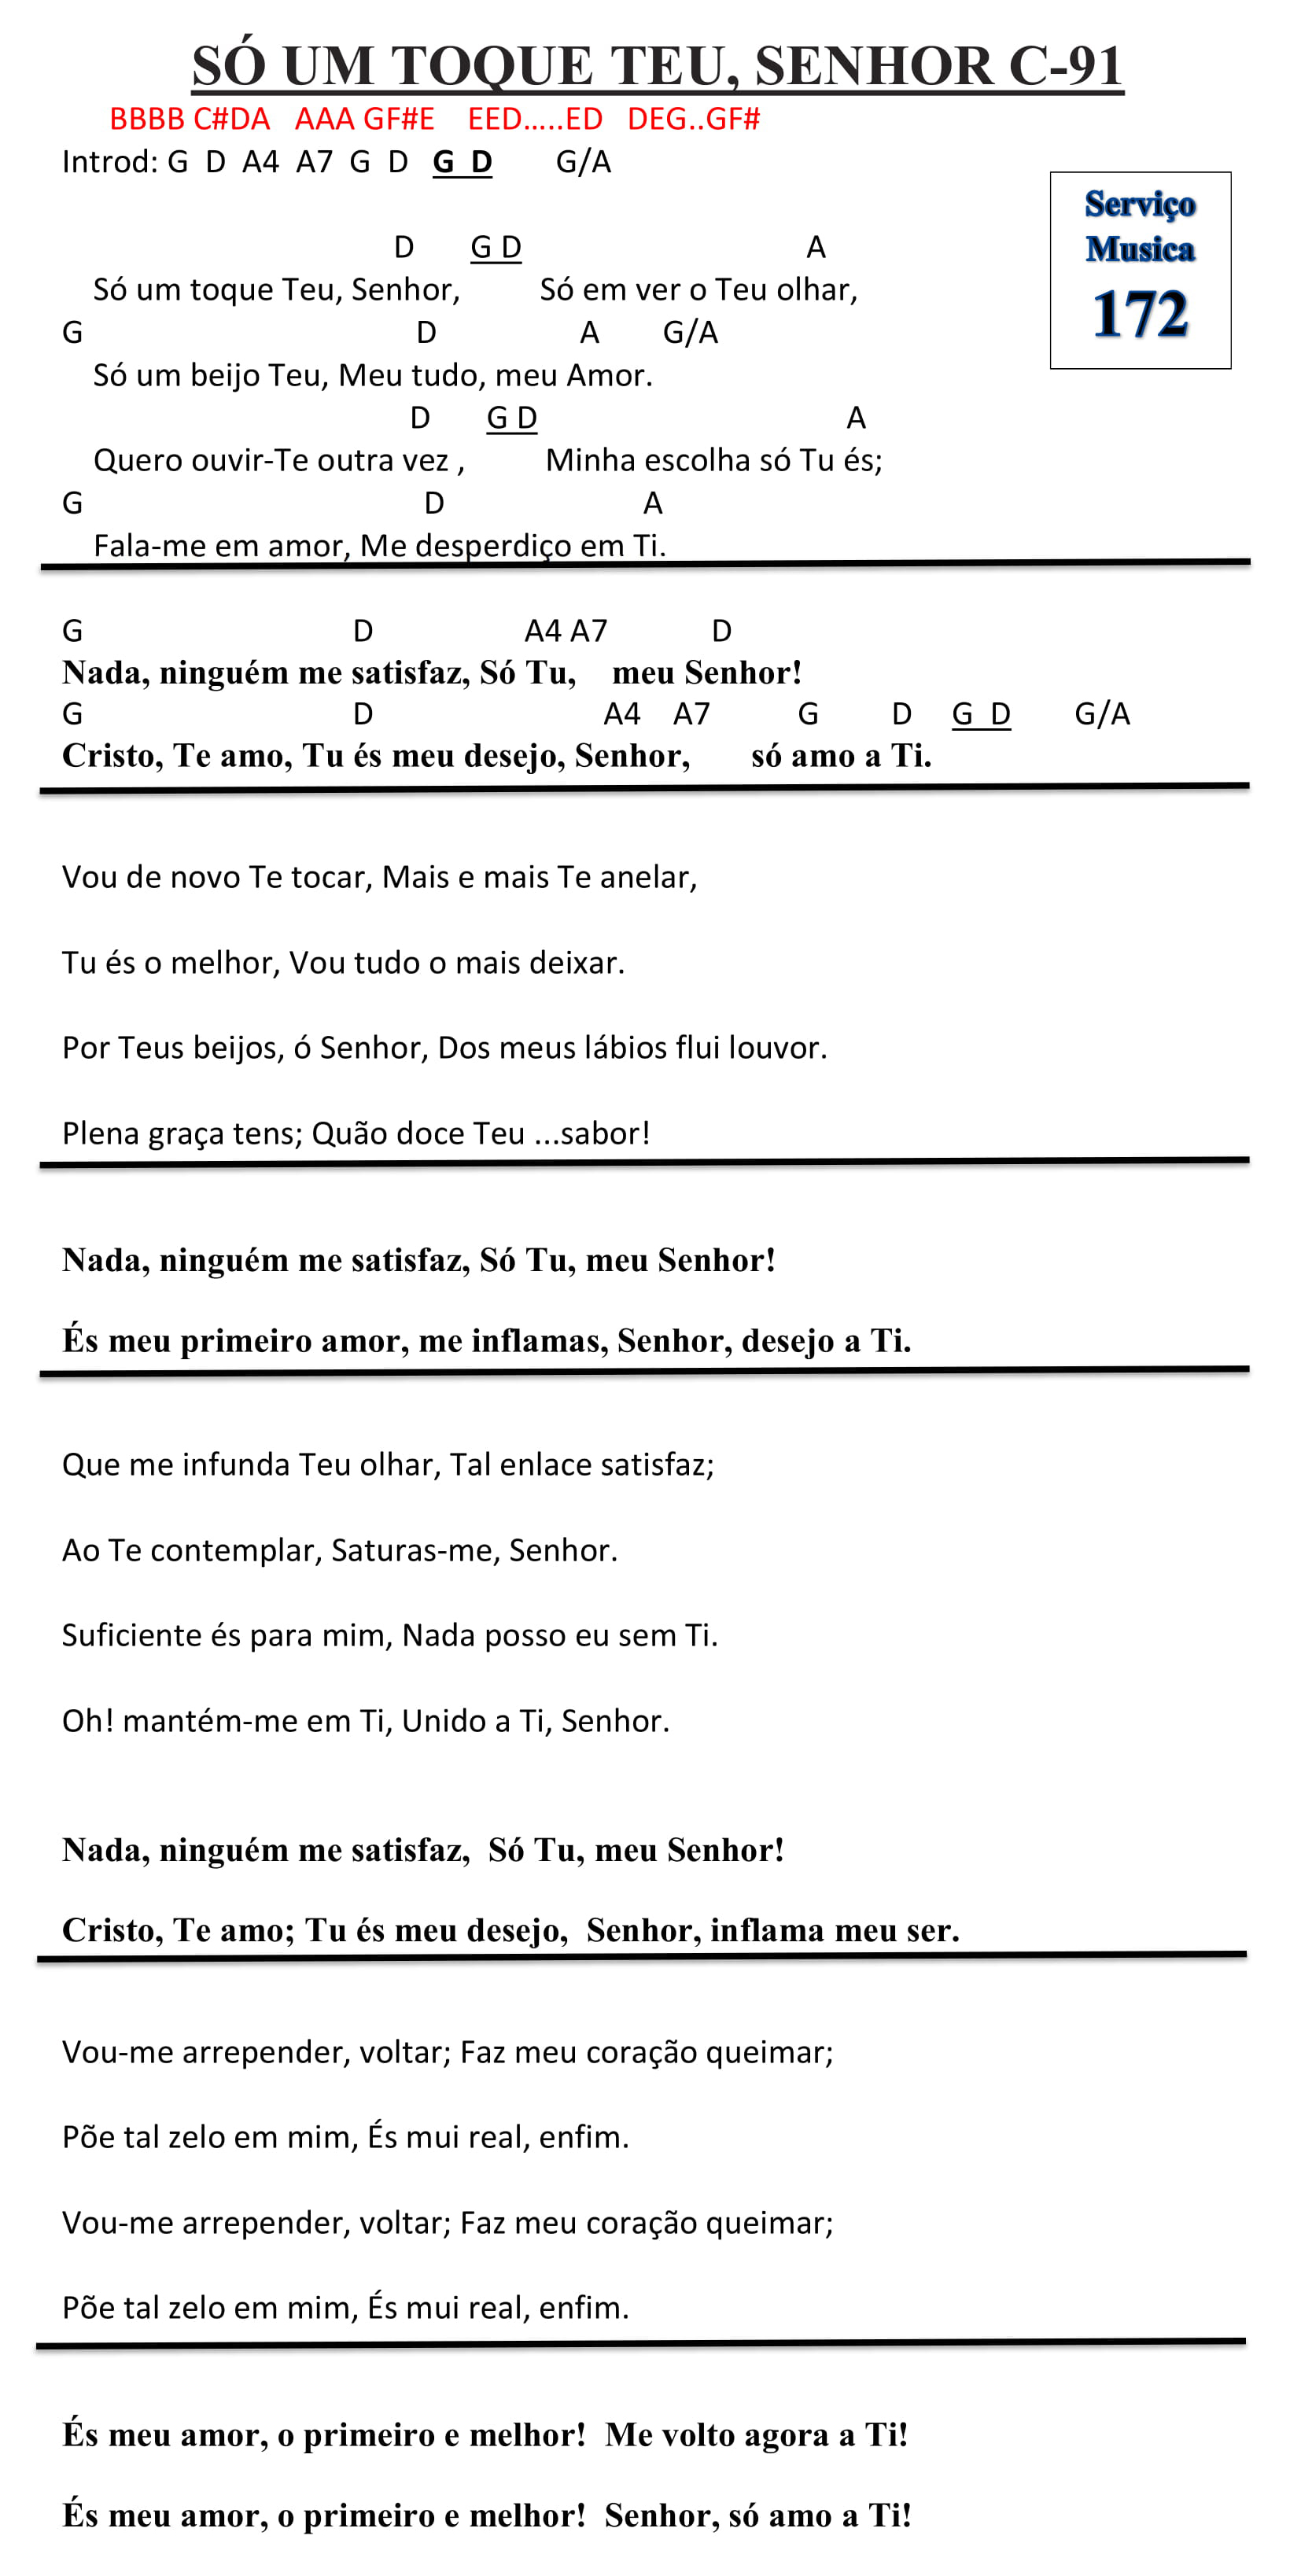 SÓ UM TOQUE TEU, SENHOR C-91
BBBB C#DA AAA GF#E EED.....ED DEG..GF#
Introd: G D A4 A7 G D G D G/A
Serviço
Musica
172
D G D A
Só um toque Teu, Senhor, Só em ver o Teu olhar,
G D A G/A
Só um beijo Teu, Meu tudo, meu Amor.
D G D A
Quero ouvir-Te outra vez , Minha escolha só Tu és;
G D A
Fala-me em amor, Me desperdiço em Ti.
G D A4 A7 D
Nada, ninguém me satisfaz, Só Tu, meu Senhor!
G D A4 A7 G D G D G/A
Cristo, Te amo, Tu és meu desejo, Senhor, só amo a Ti.
Vou de novo Te tocar, Mais e mais Te anelar,
Tu és o melhor, Vou tudo o mais deixar.
Por Teus beijos, ó Senhor, Dos meus lábios flui louvor.
Plena graça tens; Quão doce Teu ...sabor!
Nada, ninguém me satisfaz, Só Tu, meu Senhor!
És meu primeiro amor, me inflamas, Senhor, desejo a Ti.
Que me infunda Teu olhar, Tal enlace satisfaz;
Ao Te contemplar, Saturas-me, Senhor.
Suficiente és para mim, Nada posso eu sem Ti.
Oh! mantém-me em Ti, Unido a Ti, Senhor.
Nada, ninguém me satisfaz, Só Tu, meu Senhor!
Cristo, Te amo; Tu és meu desejo, Senhor, inflama meu ser.
Vou-me arrepender, voltar; Faz meu coração queimar;
Põe tal zelo em mim, És mui real, enfim.
Vou-me arrepender, voltar; Faz meu coração queimar;
Põe tal zelo em mim, És mui real, enfim.
És meu amor, o primeiro e melhor! Me volto agora a Ti!
És meu amor, o primeiro e melhor! Senhor, só amo a Ti!